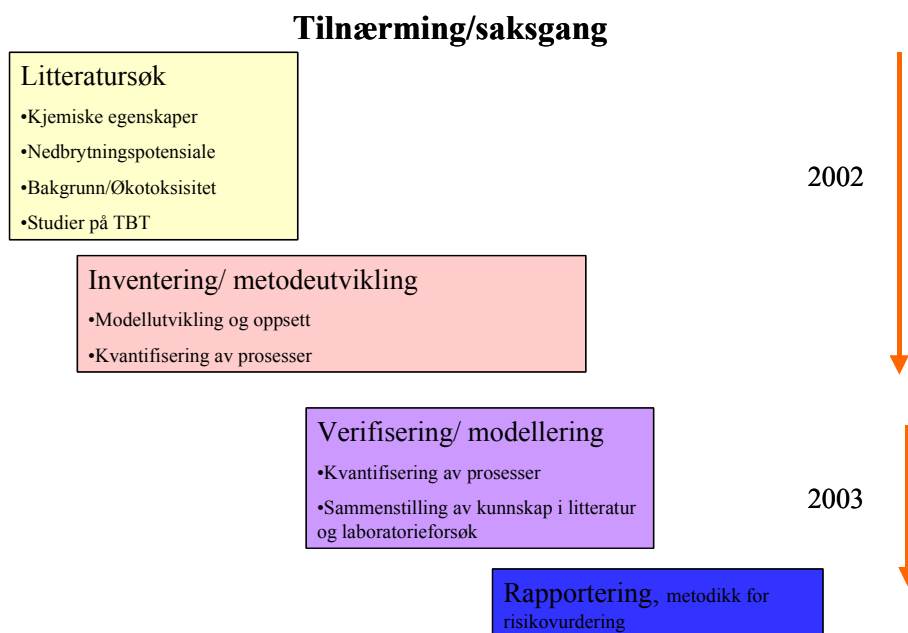 Tilnærming/saksgang
Litteratursøk
•Kjemiske egenskaper
•Nedbrytningspotensiale
•Bakgrunn/Økotoksisitet
•Studier på TBT
2002
Inventering/ metodeutvikling
•Modellutvikling og oppsett
•Kvantifisering av prosesser
Verifisering/ modellering
•Kvantifisering av prosesser
•Sammenstilling av kunnskap i litteratur
og laboratorieforsøk
2003
Rapportering, metodikk for
risikovurdering